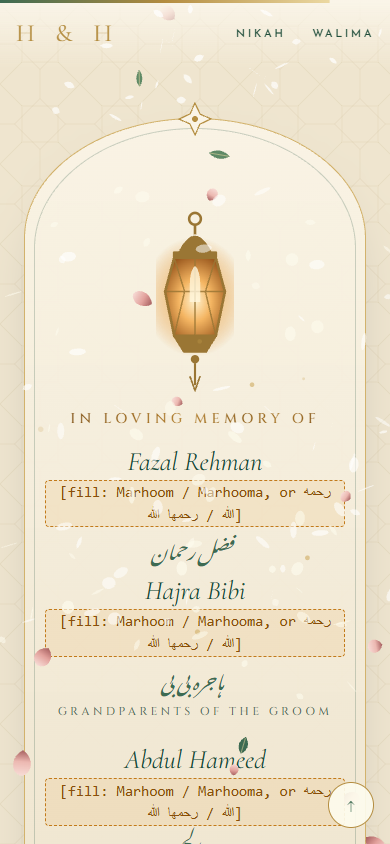 H & H
NIKAH WALIMA
IN LOVING MEMORY OF
Fazal Rehman
[fill: Marhoom / Marhooma, or رحمه
الله / رحمها الله]
فضل رحمان
Hajra Bibi
[fill: Marhoom / Marhooma, or رحمه
الله / رحمها الله]
ہاجرہ بی بی
GRANDPARENTS OF THE GROOM
Abdul Hameed
[fill: Marhoom / Marhooma, or رحمه
الله / رحمها الله]